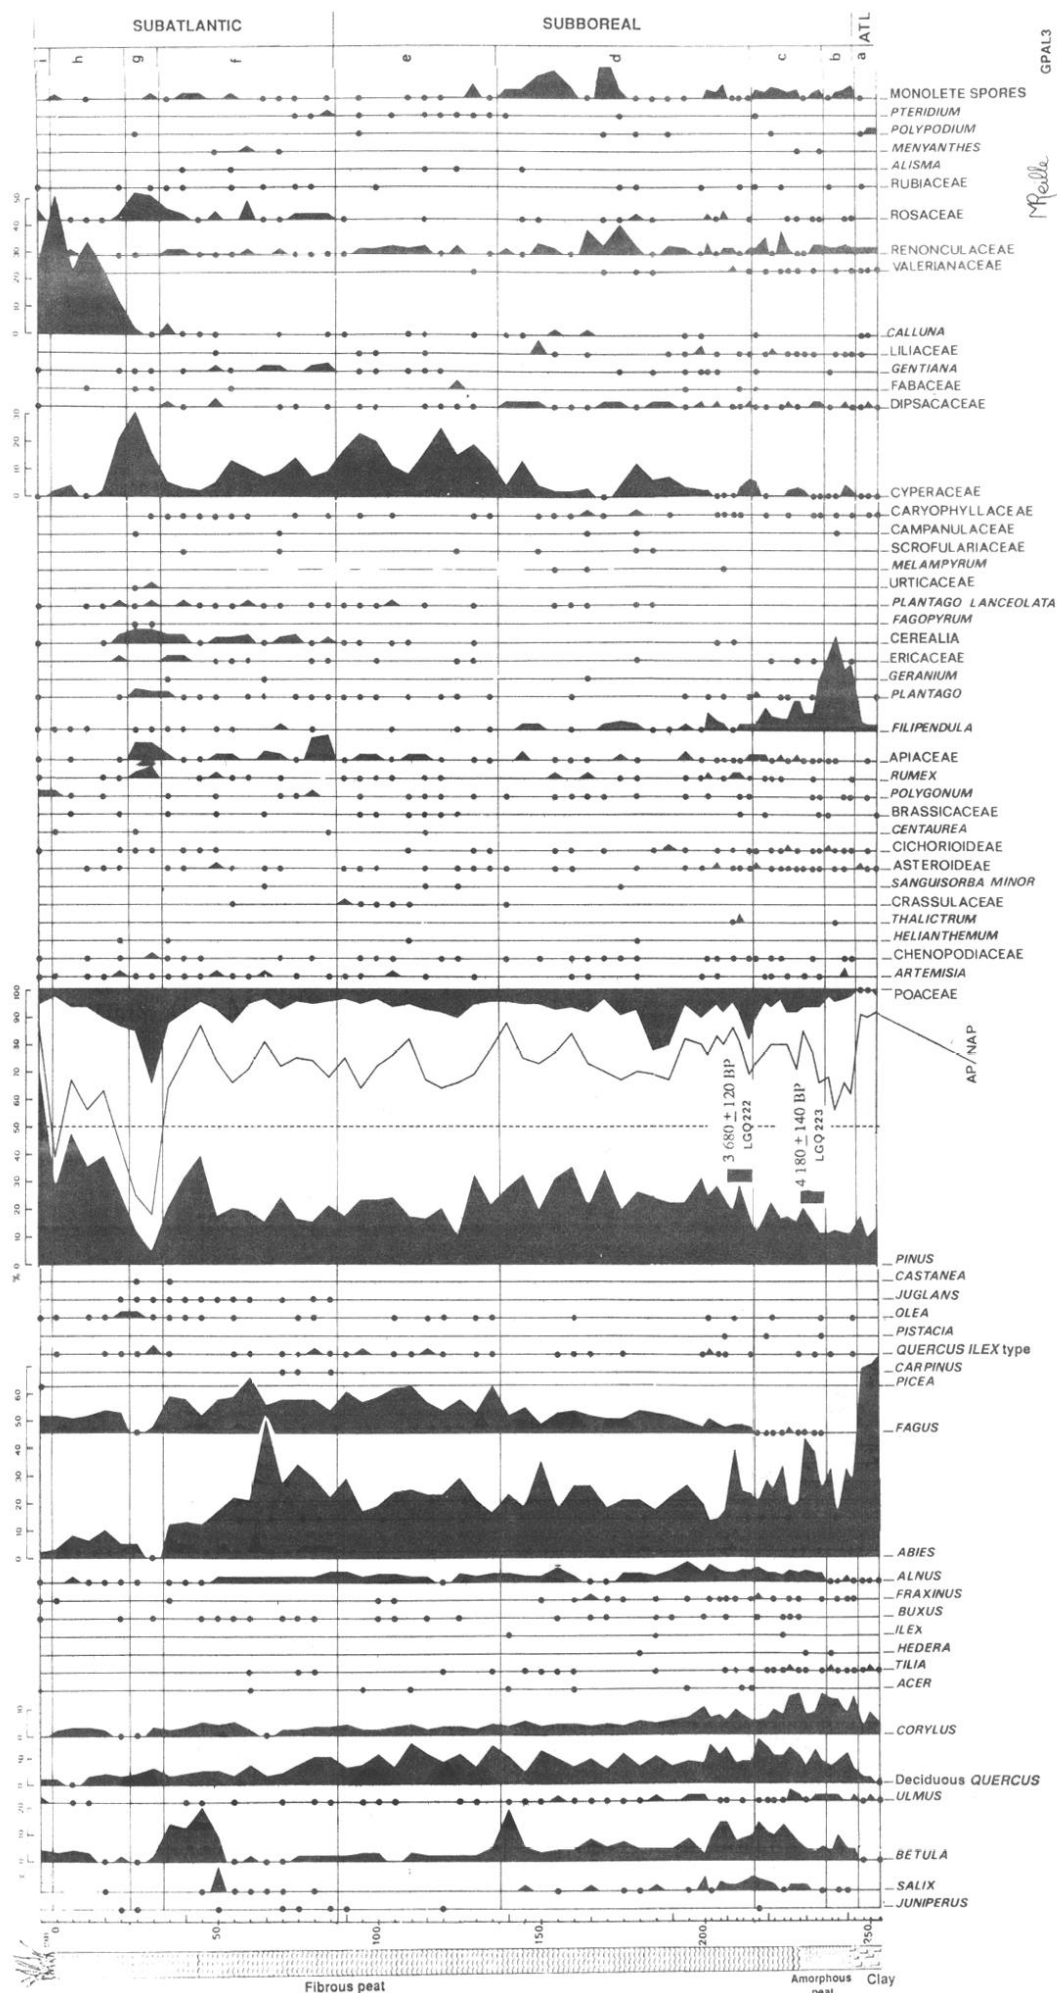 SUBATLANTIC
SUBBOREAL
ATL
i
h
g
f
e
d
c
b
a
GPAL3
MReille
MONOLETE SPORES
PTERIDIUM
POLYPODIUM
MENYANTHES
ALISMA
RUBIACEAE
ROSACEAE
RENONCULACEAE
VALERIANACEAE
CALLUNA
LILIACEAE
GENTIANA
FABACEAE
DIPSACACEAE
CYPERACEAE
CARYOPHYLLACEAE
CAMPANULACEAE
SCROFULARIACEAE
MELAMPYRUM
URTICACEAE
PLANTAGO LANCEOLATA
FAGOPYRUM
CEREALIA
ERICACEAE
GERANIUM
PLANTAGO
FILIPENDULA
APIACEAE
RUMEX
POLYGONUM
BRASSICACEAE
CENTAUREA
CICHORIOIDEAE
ASTEROIDEAE
SANGUISORBA MINOR
CRASSULACEAE
THALICTRUM
HELIANTHEMUM
CHENOPODIACEAE
ARTEMISIA
POACEAE
AP/NAP
3 680 ± 120 BP
LGQ222
4 180 ± 140 BP
LGQ 223
PINUS
CASTANEA
JUGLANS
OLEA
PISTACIA
QUERCUS ILEX type
CARPINUS
PICEA
FAGUS
ABIES
ALNUS
FRAXINUS
BUXUS
ILEX
HEDERA
TILIA
ACER
CORYLUS
Deciduous QUERCUS
ULMUS
BETULA
SALIX
JUNIPERUS
0
50
100
150
200
250
Fibrous peat
Amorphous
peat
Clay